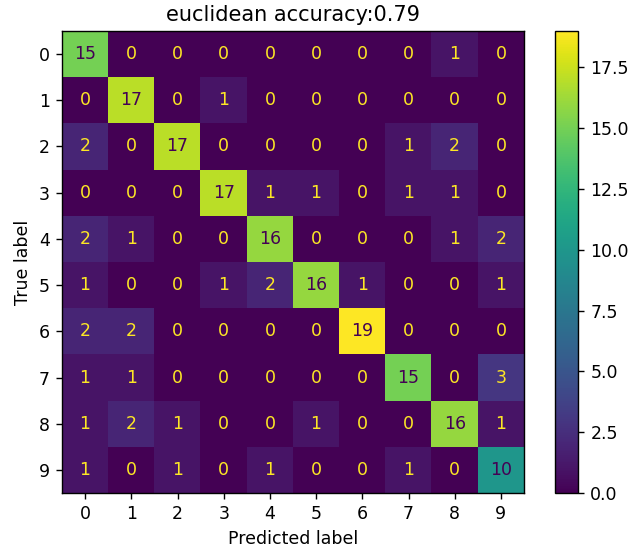 euclidean accuracy:0.79
0 15 0 0 0 0 0 0 0 1 0
1 0 17 0 1 0 0 0 0 0 0
2 2 0 17 0 0 0 0 1 2 0
3 0 0 0 17 1 1 0 1 1 0
4 2 1 0 0 16 0 0 0 1 2
5 1 0 0 1 2 16 1 0 0 1
6 2 2 0 0 0 0 19 0 0 0
7 1 1 0 0 0 0 0 15 0 3
8 1 2 1 0 0 1 0 0 16 1
9 1 0 1 0 1 0 0 1 0 10
0 1 2 3 4 5 6 7 8 9
Predicted label
True label
17.5
15.0
12.5
10.0
7.5
5.0
2.5
0.0